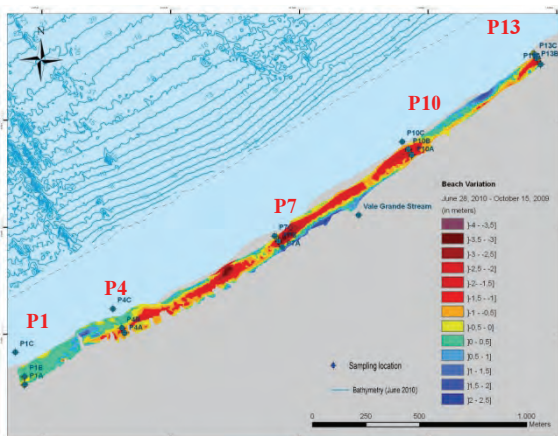 P13
P13C
P13B
N
P10
P10C
P10B
P10A
P7
Vale Grande Stream
P7A
P4
P4C
P4A
P1
P1C
P1B
P1A
Beach Variation
June 28, 2010 - October 15, 2009
(in meters)
]-4 - -3,5]
]-3,5 - -3]
]-3 - -2,5]
]-2,5 - -2]
]-2 - -1,5]
]-1,5 - -1]
]-1 - -0,5]
]-0,5 - 0]
]0 - 0,5]
]0,5 - 1]
]1 - 1,5]
]1,5 - 2]
]2 - 2,5]
Sampling location
Bathymetry (June 2010)
0 250 500 1.000
Meters